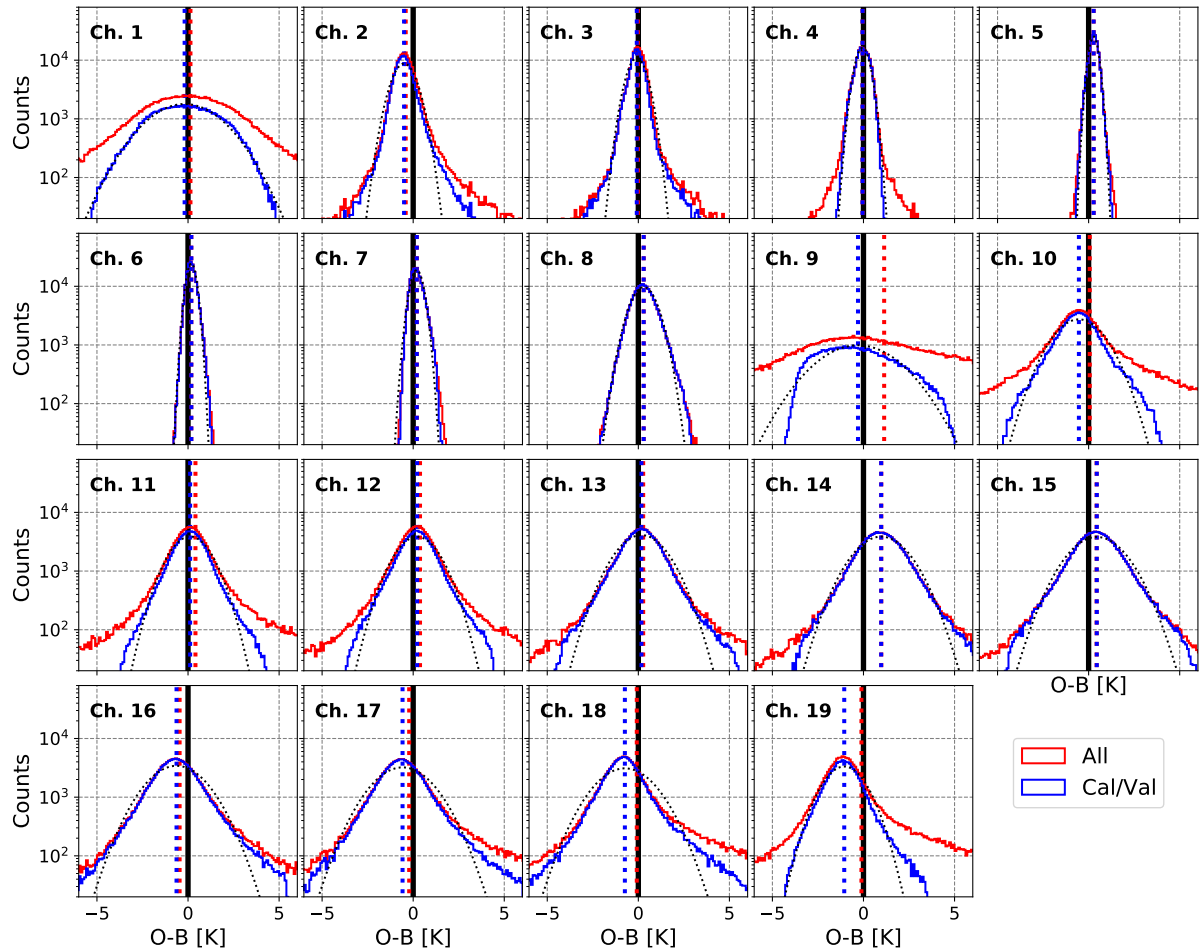 Ch. 1 Ch. 2 Ch. 3 Ch. 4 Ch. 5
Counts
10⁴
10³
10²
Ch. 6 Ch. 7 Ch. 8 Ch. 9 Ch. 10
Counts
10⁴
10³
10²
Ch. 11 Ch. 12 Ch. 13 Ch. 14 Ch. 15
Counts
10⁴
10³
10²
O-B [K]
Ch. 16 Ch. 17 Ch. 18 Ch. 19
Counts
10⁴
10³
10²
All
Cal/Val
−5 0 5 −5 0 5 −5 0 5 −5 0 5
O-B [K] O-B [K] O-B [K] O-B [K]